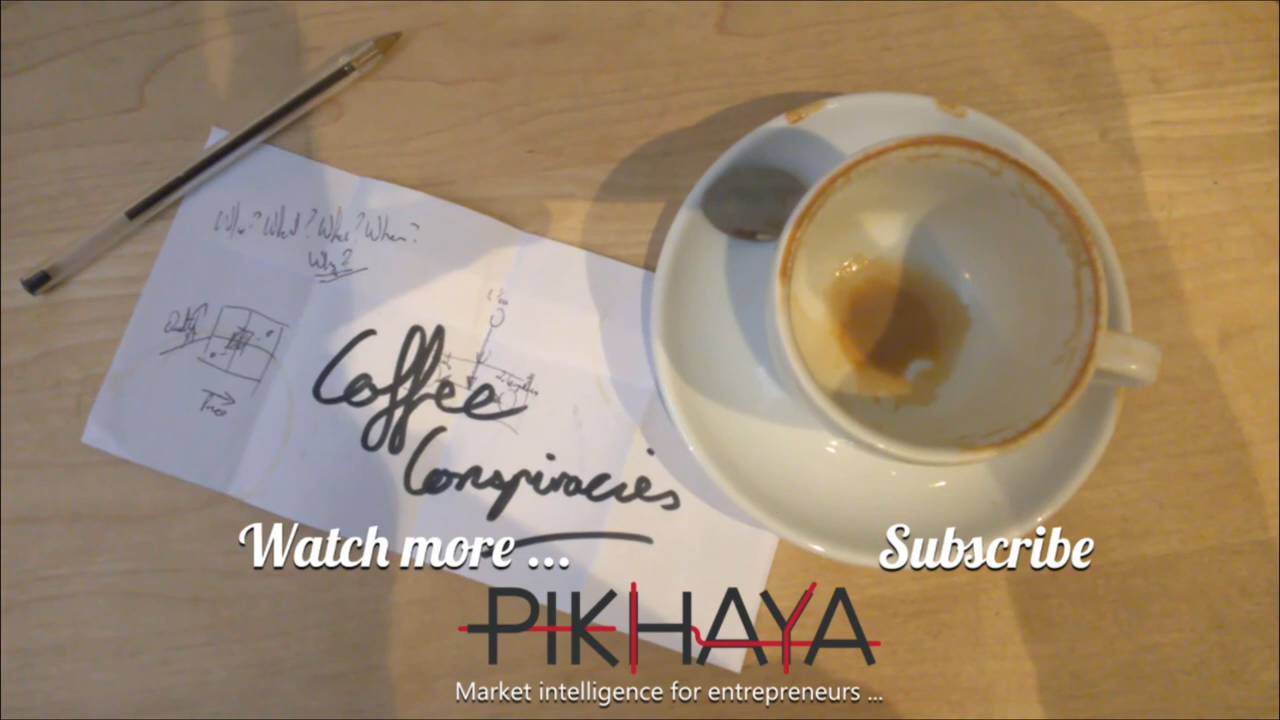 Who? What? Where? When?
Why?
Coffee
Conspiracies
Watch more ...
Subscribe
PIKHAYA
Market intelligence for entrepreneurs ...